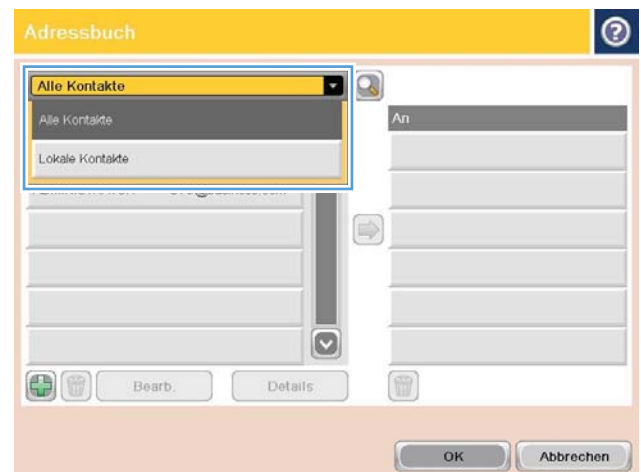 Adressbuch
?
Alle Kontakte
Alle Kontakte
An
Lokale Kontakte
Bearb.
Details
OK
Abbrechen